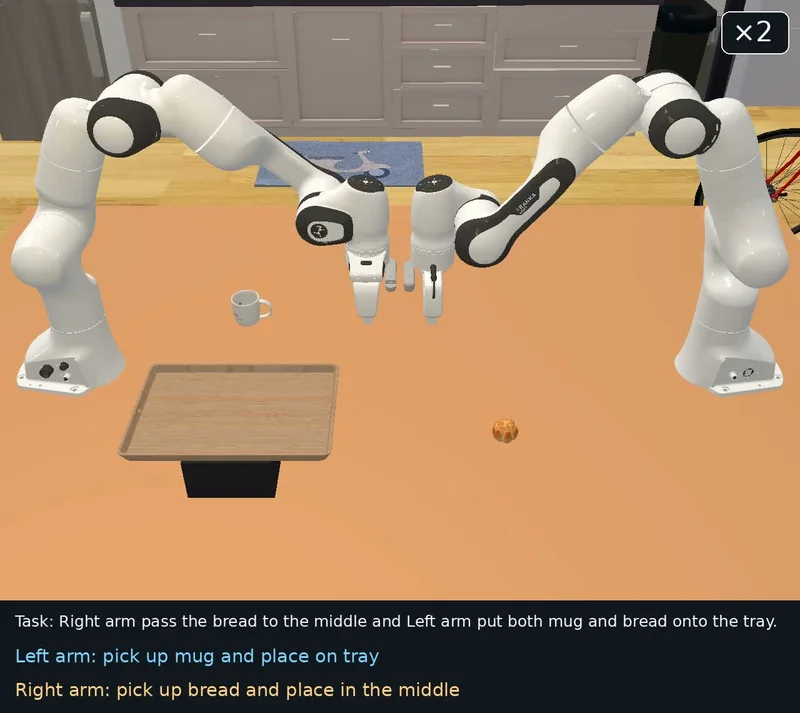 ×2
FRANKA
Task: Right arm pass the bread to the middle and Left arm put both mug and bread onto the tray.
Left arm: pick up mug and place on tray
Right arm: pick up bread and place in the middle